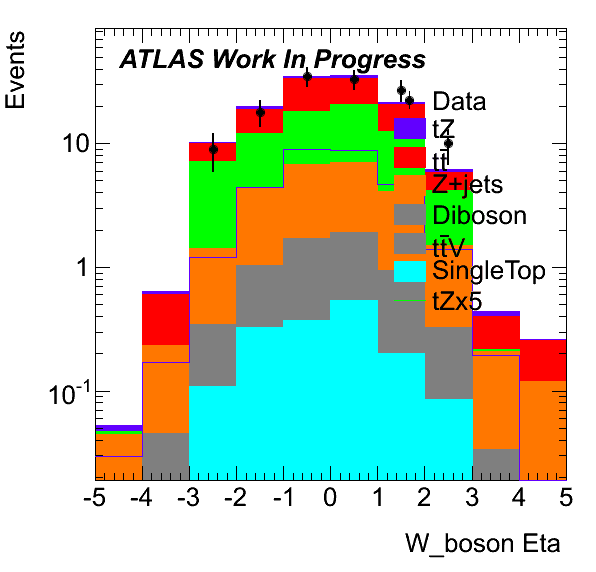 Events
ATLAS Work In Progress
Data
tZ
tt̄
Z+jets
Diboson
tt̄V
SingleTop
tZx5
10
1
10⁻¹
-5 -4 -3 -2 -1 0 1 2 3 4 5
W_boson Eta